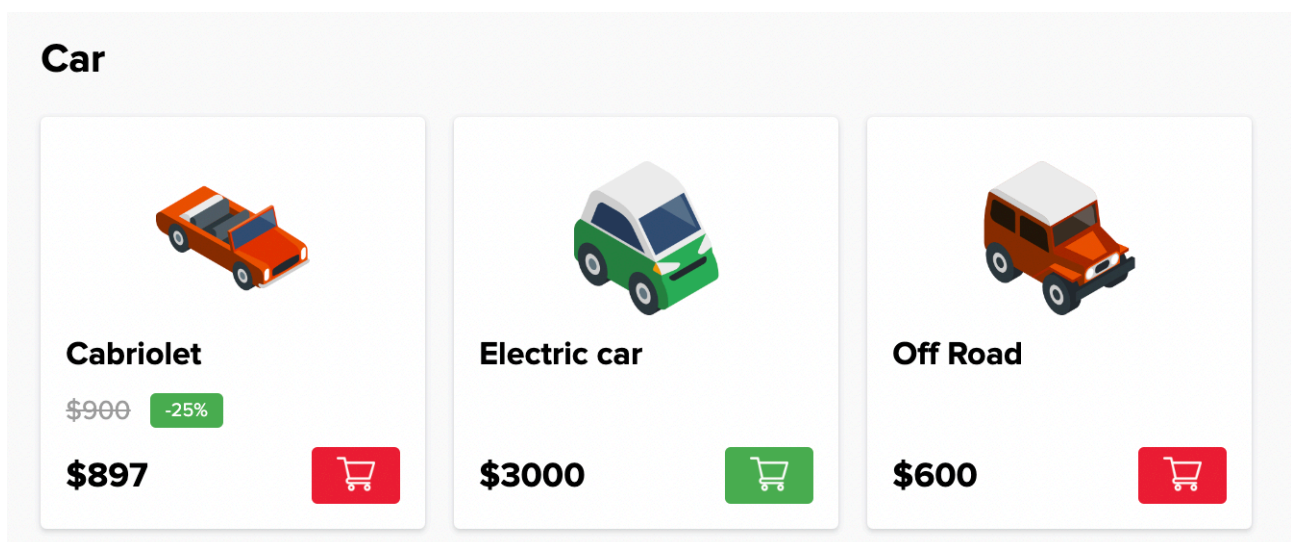 Car
Cabriolet
$900 -25%
$897
Electric car
$3000
Off Road
$600